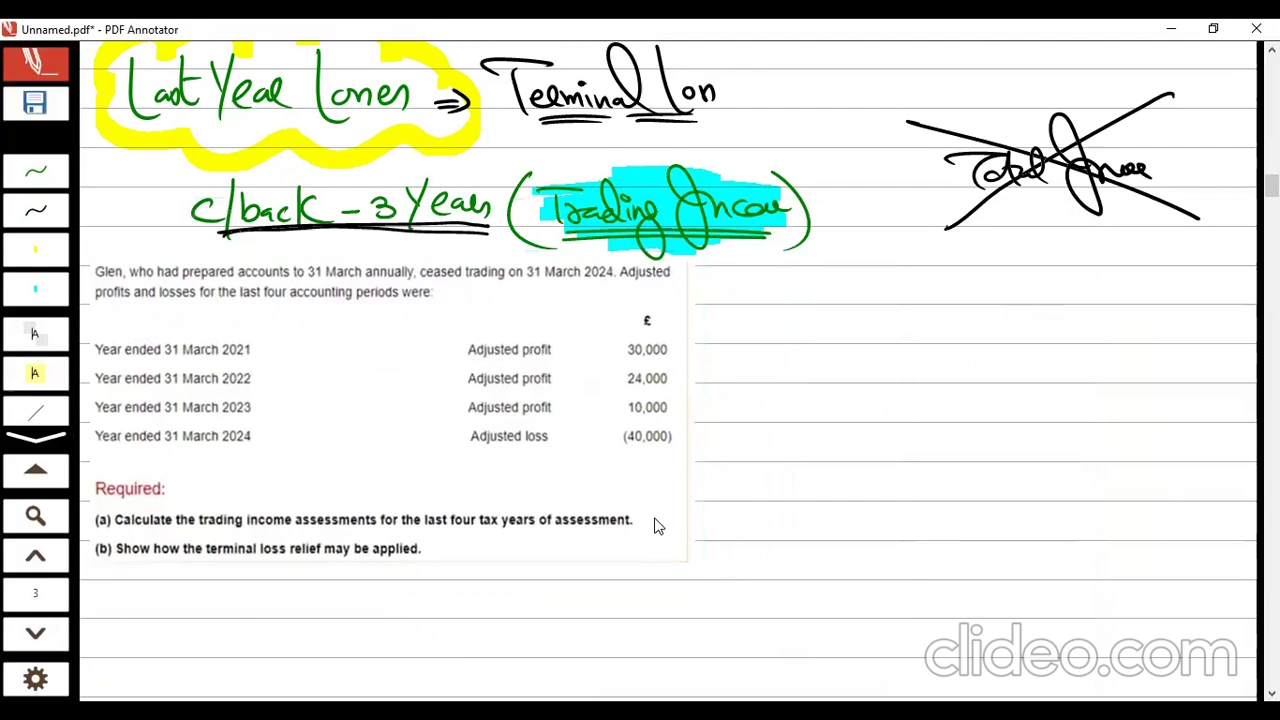 Unnamed.pdf* - PDF Annotator
Last Year Losses ⇒ Terminal Loss
Total Income
c/back - 3 Years (Trading Income)
Glen, who had prepared accounts to 31 March annually, ceased trading on 31 March 2024. Adjusted
profits and losses for the last four accounting periods were:
£
Year ended 31 March 2021 Adjusted profit 30,000
Year ended 31 March 2022 Adjusted profit 24,000
Year ended 31 March 2023 Adjusted profit 10,000
Year ended 31 March 2024 Adjusted loss (40,000)
Required:
(a) Calculate the trading income assessments for the last four tax years of assessment.
(b) Show how the terminal loss relief may be applied.
3
clideo.com